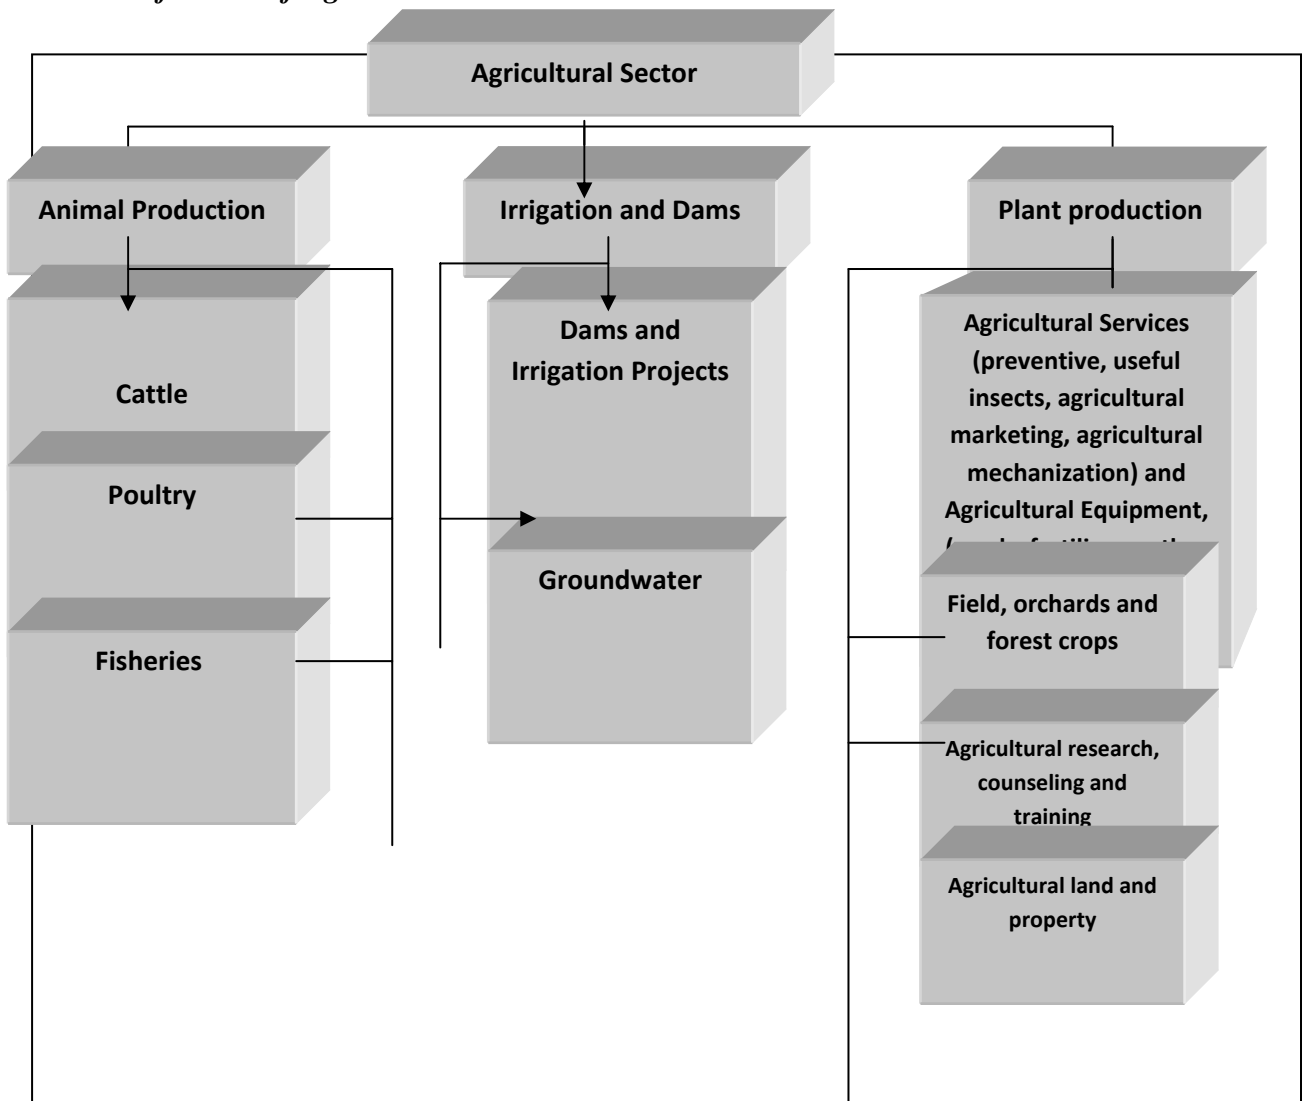 Agricultural Sector
Animal Production
Irrigation and Dams
Plant production
Cattle
Poultry
Fisheries
Dams and
Irrigation Projects
Groundwater
Agricultural Services
(preventive, useful
insects, agricultural
marketing, agricultural
mechanization) and
Agricultural Equipment,
Field, orchards and
forest crops
Agricultural research,
counseling and
training
Agricultural land and
property